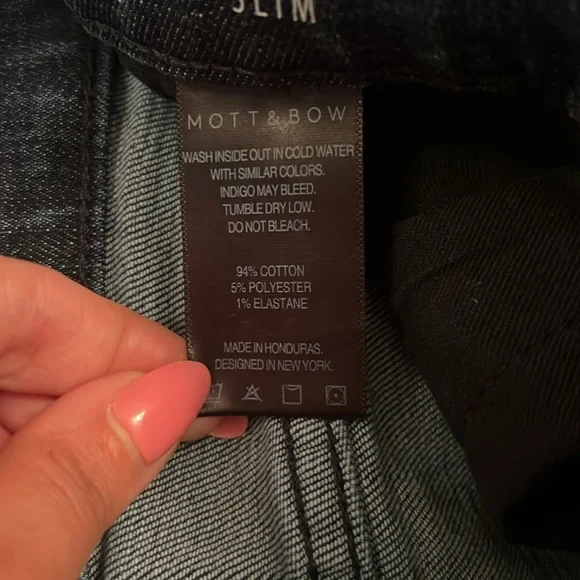 SLIM
MOTT & BOW
WASH INSIDE OUT IN COLD WATER
WITH SIMILAR COLORS.
INDIGO MAY BLEED.
TUMBLE DRY LOW.
DO NOT BLEACH.
94% COTTON
5% POLYESTER
1% ELASTANE
MADE IN HONDURAS.
DESIGNED IN NEW YORK.